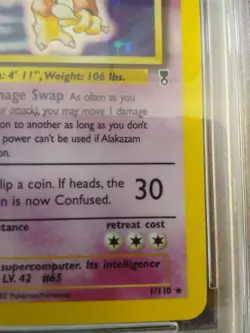 : 4' 11", Weight: 106 lbs.
mage Swap As often as you
attack), you may move 1 damage
on to another as long as you don't
power can't be used if Alakazam
on.
lip a coin. If heads, the 30
n is now Confused.
stance retreat cost
supercomputer. Its intelligence
LV. 42 #65
1/110 ★